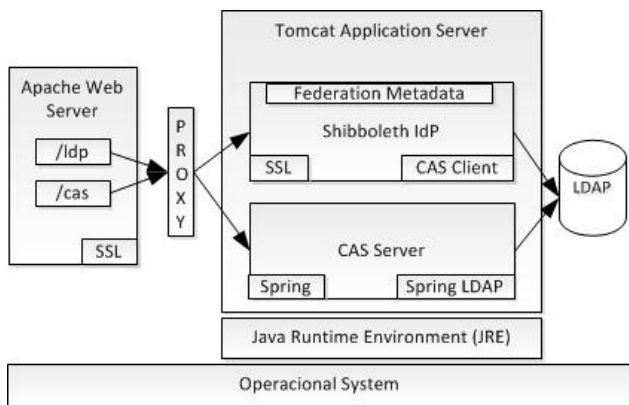 Tomcat Application Server
Apache Web
Server
/ldp
/cas
SSL
PROXY
Federation Metadata
Shibboleth IdP
SSL
CAS Client
CAS Server
Spring
Spring LDAP
LDAP
Java Runtime Environment (JRE)
Operacional System